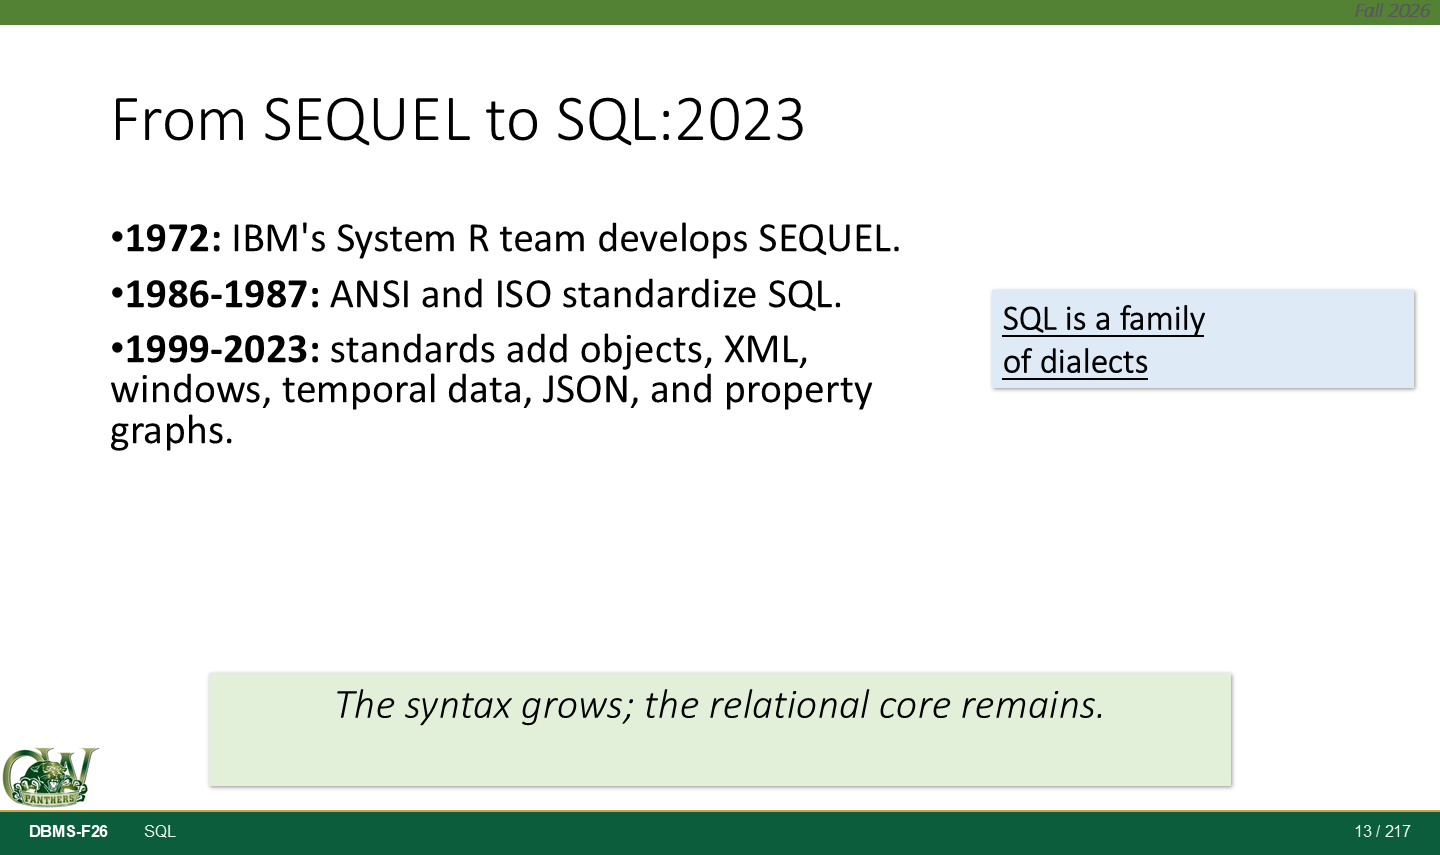 Fall 2026
From SEQUEL to SQL:2023
•1972: IBM's System R team develops SEQUEL.
•1986-1987: ANSI and ISO standardize SQL.
•1999-2023: standards add objects, XML,
windows, temporal data, JSON, and property
graphs.
SQL is a family
of dialects
The syntax grows; the relational core remains.
OW
PANTHERS
DBMS-F26 SQL 13 / 217